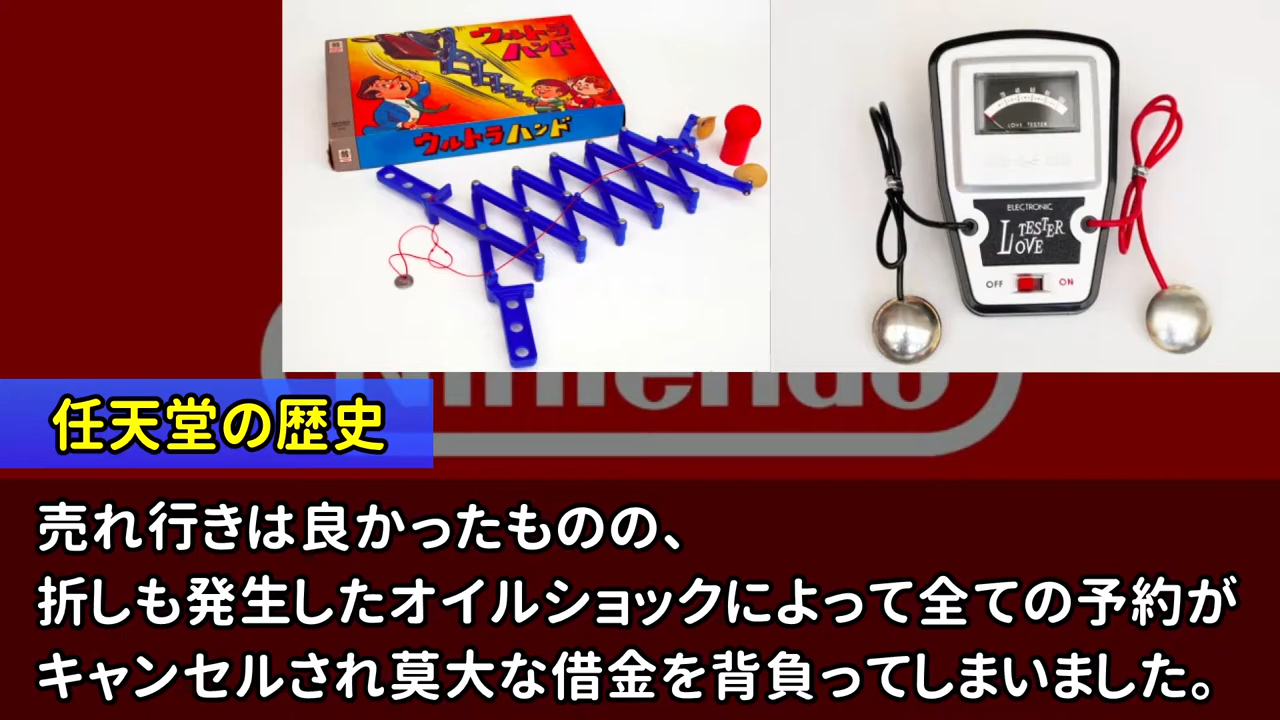 ウルトラ
ハンド
ウルトラハンド
LOVE TESTER
ELECTRONIC
LOVE TESTER
OFF ON
Nintendo
任天堂の歴史
売れ行きは良かったものの、
折しも発生したオイルショックによって全ての予約が
キャンセルされ莫大な借金を背負ってしまいました。